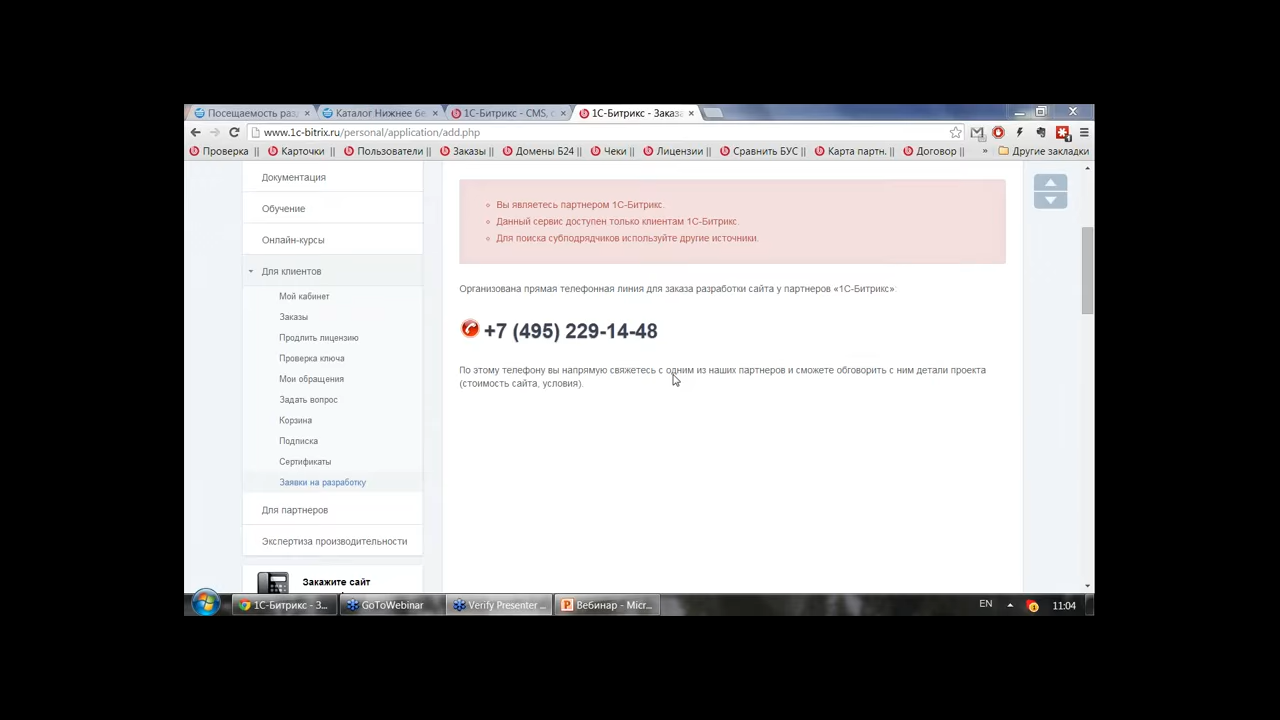 Посещаемость раз
Каталог Нижнее бе
1С-Битрикс - CMS, с
1С-Битрикс - Заказа
www.1c-bitrix.ru/personal/application/add.php
Проверка ||
Карточки ||
Пользователи ||
Заказы ||
Домены Б24 ||
Чеки ||
Лицензии ||
Сравнить БУС ||
Карта партн. ||
Договор ||
»
Другие закладки
Документация
Обучение
Онлайн-курсы
Для клиентов
Мой кабинет
Заказы
Продлить лицензию
Проверка ключа
Мои обращения
Задать вопрос
Корзина
Подписка
Сертификаты
Заявки на разработку
Для партнеров
Экспертиза производительности
Закажите сайт
Вы являетесь партнером 1С-Битрикс.
Данный сервис доступен только клиентам 1С-Битрикс.
Для поиска субподрядчиков используйте другие источники.
Организована прямая телефонная линия для заказа разработки сайта у партнеров «1С-Битрикс»:
+7 (495) 229-14-48
По этому телефону вы напрямую свяжетесь с одним из наших партнеров и сможете обговорить с ним детали проекта
(стоимость сайта, условия).
1С-Битрикс - З...
GoToWebinar
Verify Presenter ...
Вебинар - Micr...
EN
11:04